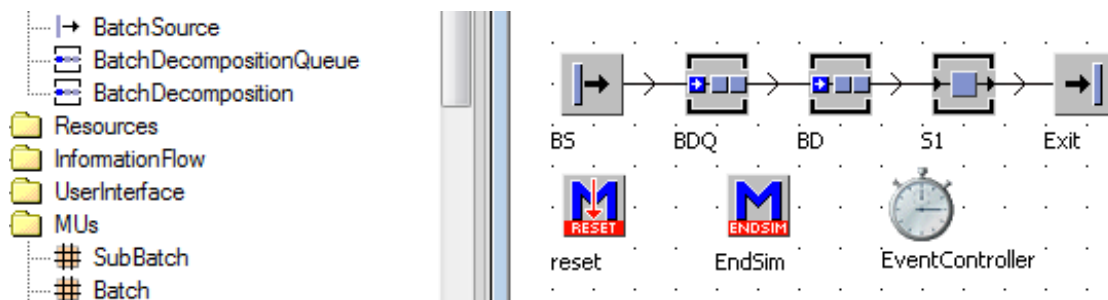 BatchSource
BatchDecompositionQueue
BatchDecomposition
Resources
InformationFlow
UserInterface
MUs
SubBatch
Batch
BS BDQ BD S1 Exit
RESET ENDSIM
reset EndSim EventController